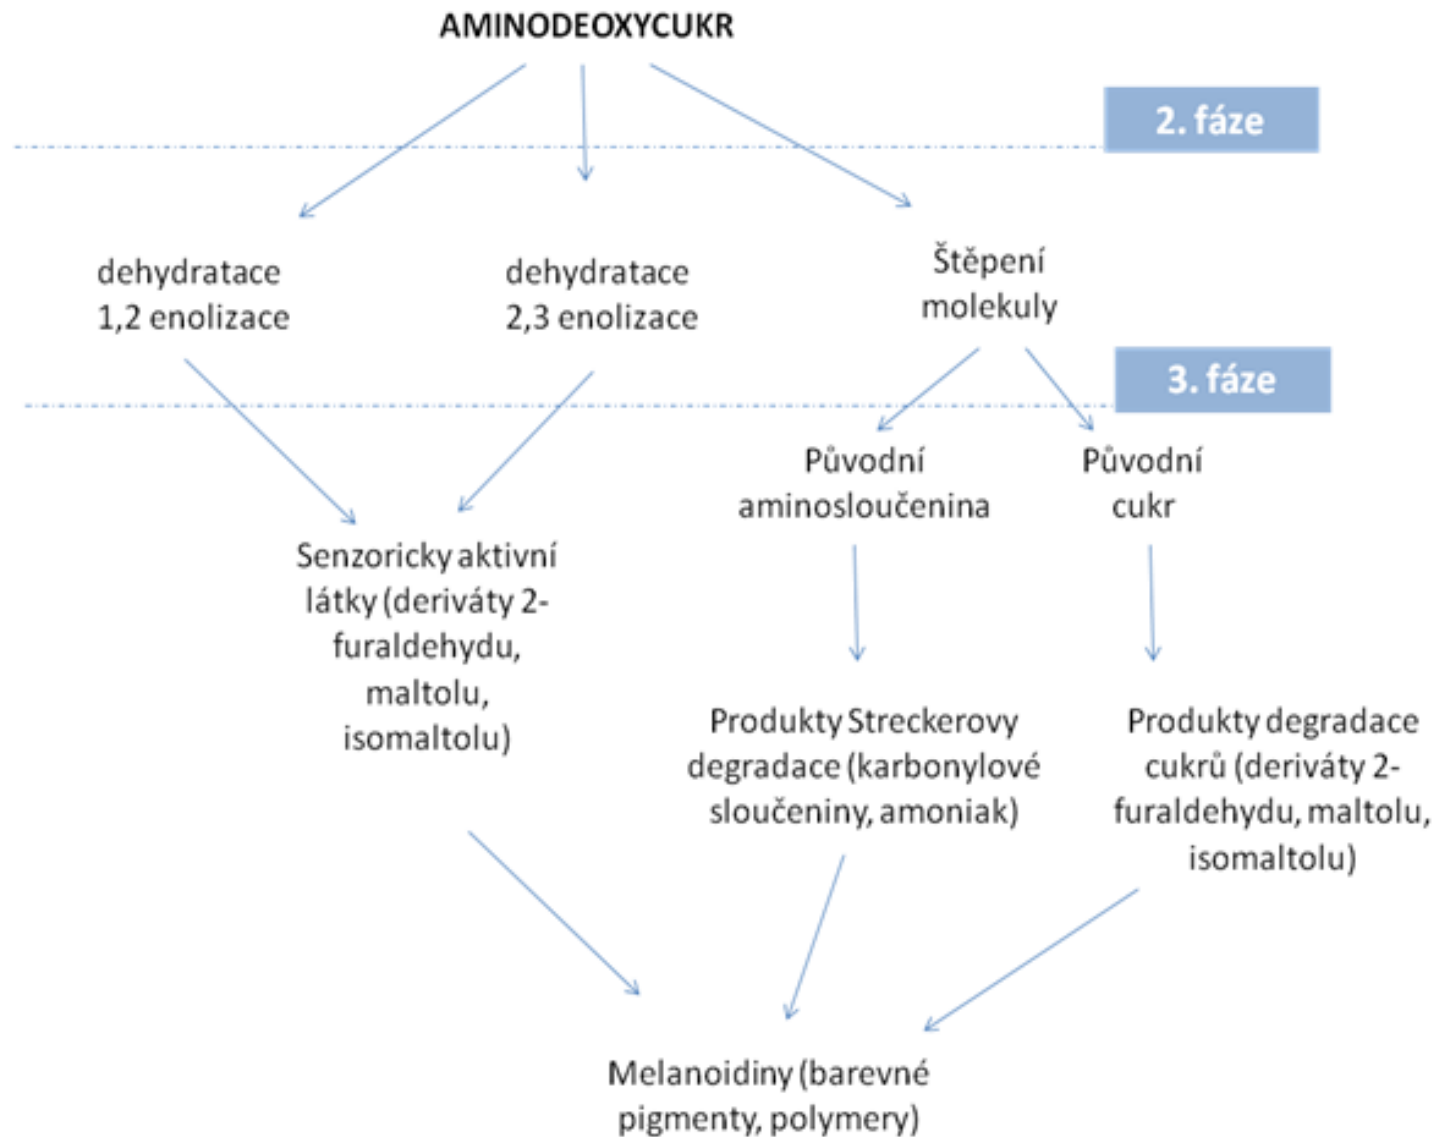 AMINODEOXYCUKR
2. fáze
dehydratace
1,2 enolizace
dehydratace
2,3 enolizace
Štěpení
molekuly
3. fáze
Původní
aminosloučenina
Původní
cukr
Senzoricky aktivní
látky (deriváty 2-
furaldehydu,
maltolu,
isomaltolu)
Produkty Streckerovy
degradace (karbonylové
sloučeniny, amoniak)
Produkty degradace
cukrů (deriváty 2-
furaldehydu, maltolu,
isomaltolu)
Melanoidiny (barevné
pigmenty, polymery)